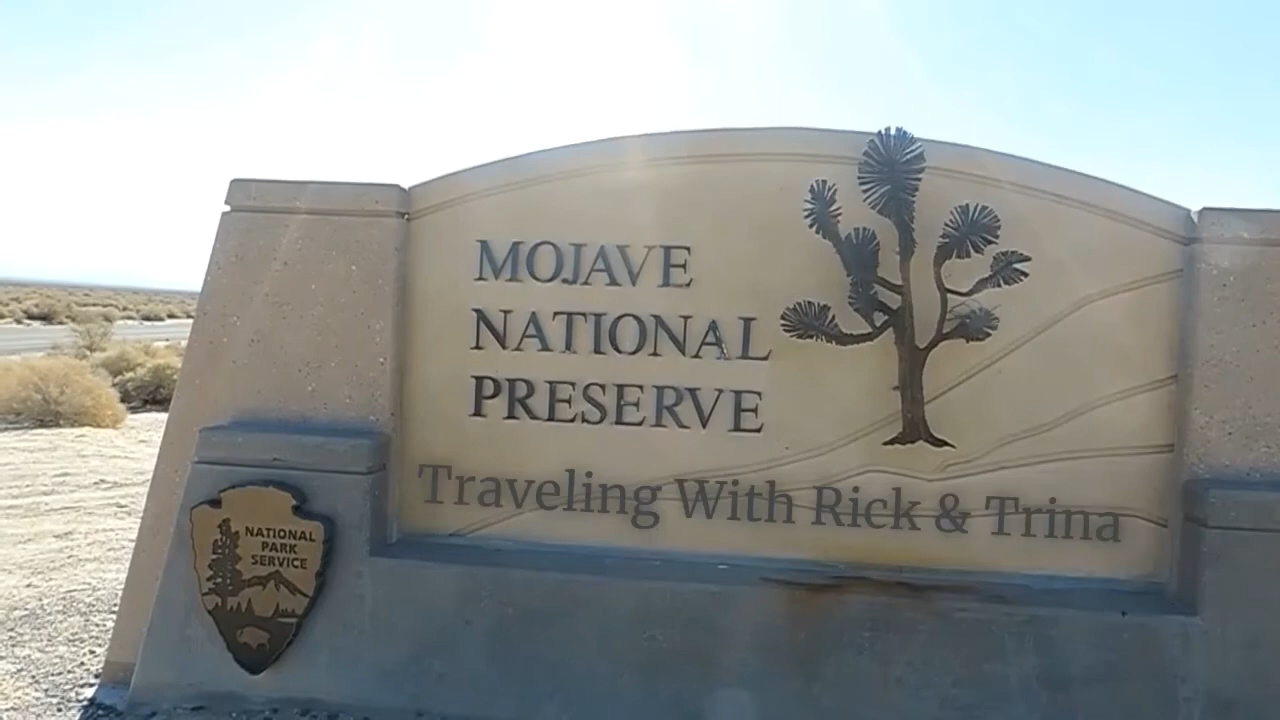 MOJAVE
NATIONAL
PRESERVE
Traveling With Rick & Trina
NATIONAL
PARK
SERVICE